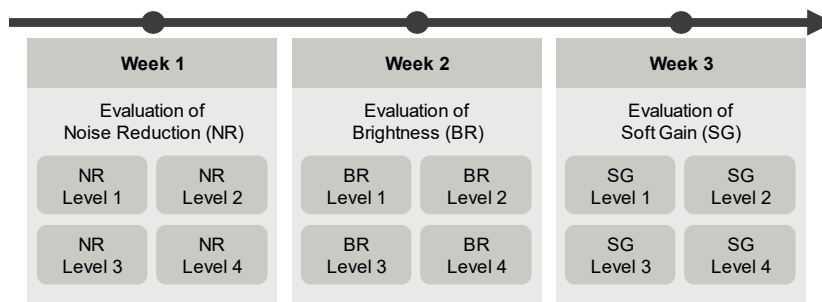 Week 1
Evaluation of
Noise Reduction (NR)
NR
Level 1
NR
Level 2
NR
Level 3
NR
Level 4
Week 2
Evaluation of
Brightness (BR)
BR
Level 1
BR
Level 2
BR
Level 3
BR
Level 4
Week 3
Evaluation of
Soft Gain (SG)
SG
Level 1
SG
Level 2
SG
Level 3
SG
Level 4